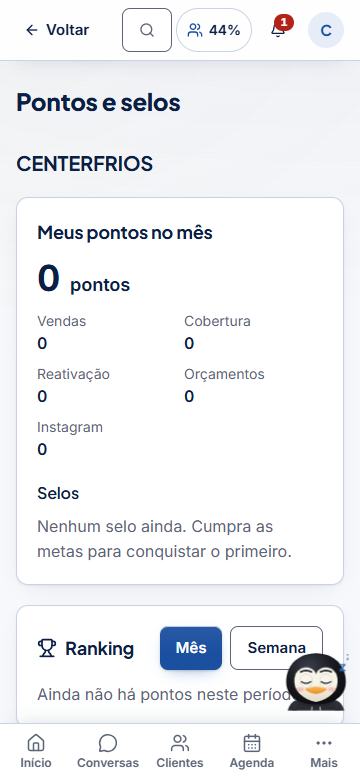 Voltar
44%
1
C
Pontos e selos
CENTERFRIOS
Meus pontos no mês
0 pontos
Vendas
Cobertura
0
0
Reativação
Orçamentos
0
0
Instagram
0
Selos
Nenhum selo ainda. Cumpra as
metas para conquistar o primeiro.
Ranking
Mês
Semana
Ainda não há pontos neste
Início
Conversas
Clientes
Agenda
Mais